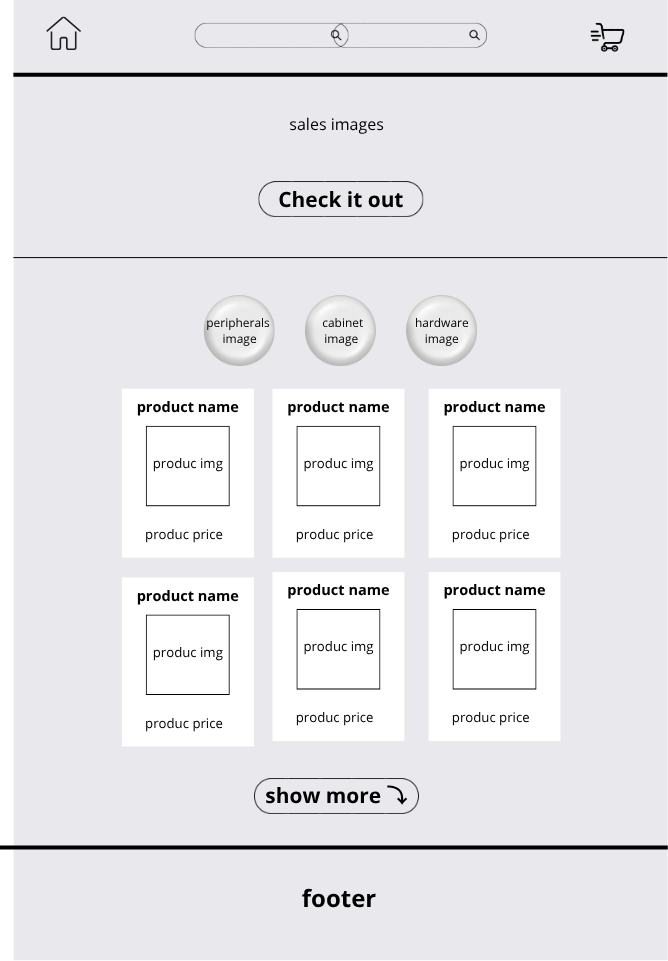 sales images
Check it out
peripherals
image
cabinet
image
hardware
image
product name
produc img
produc price
product name
produc img
produc price
product name
produc img
produc price
product name
produc img
produc price
product name
produc img
produc price
product name
produc img
produc price
show more
footer